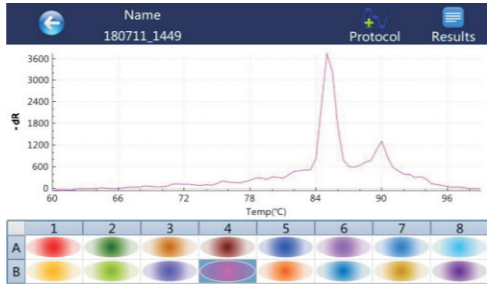 Name
180711_1449
Protocol
Results
3600
3000
2400
1800
1200
600
0
-dR
60 66 72 78 84 90 96
Temp(℃)
1 2 3 4 5 6 7 8
A
B